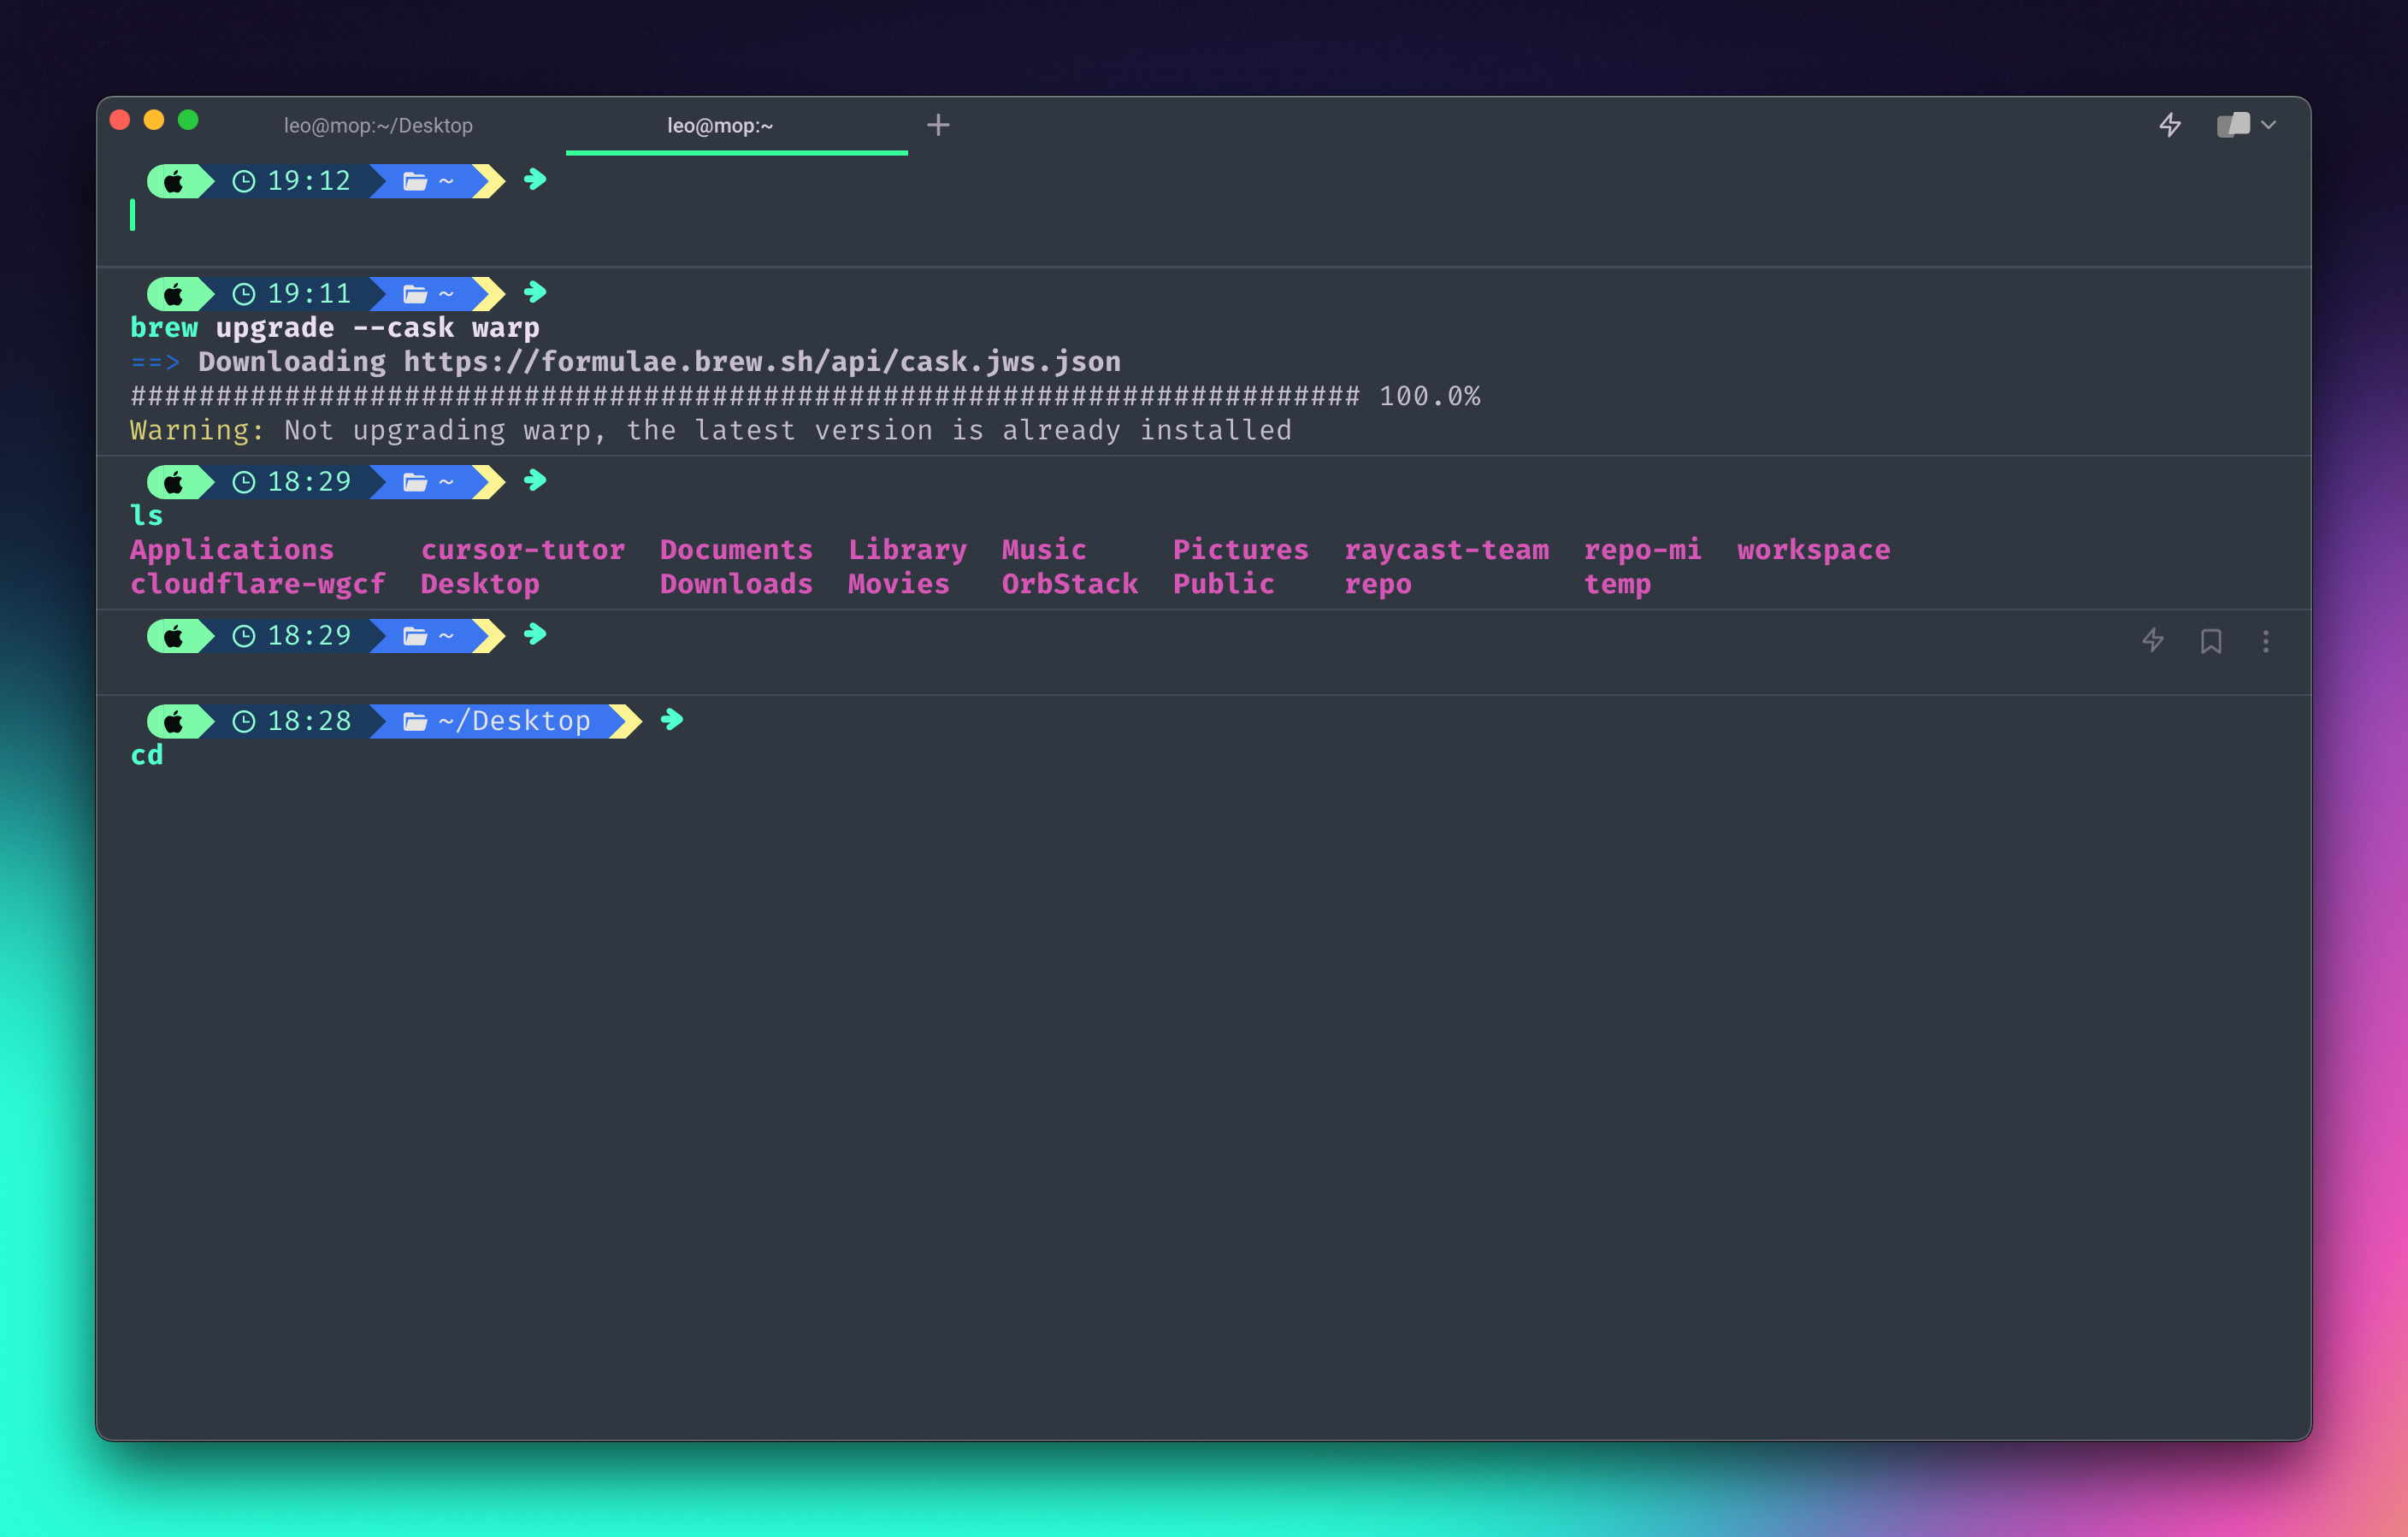 leo@mop:~/Desktop leo@mop:~ +
19:12 ~
19:11 ~
brew upgrade --cask warp
==> Downloading https://formulae.brew.sh/api/cask.jws.json
######################################################################## 100.0%
Warning: Not upgrading warp, the latest version is already installed
18:29 ~
ls
Applications cursor-tutor Documents Library Music Pictures raycast-team repo-mi workspace
cloudflare-wgcf Desktop Downloads Movies OrbStack Public repo temp
18:29 ~
18:28 ~/Desktop
cd